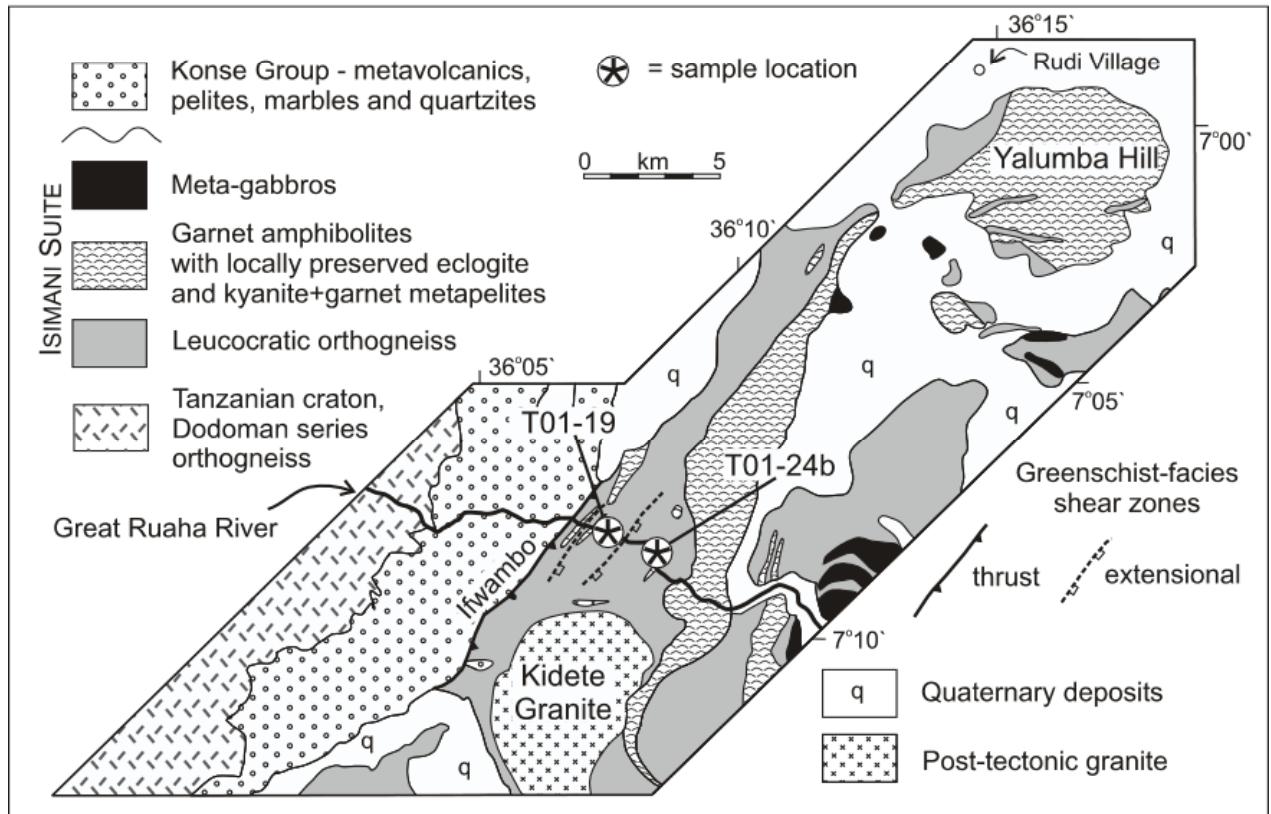 Konse Group - metavolcanics,
pelites, marbles and quartzites
Meta-gabbros
Garnet amphibolites
with locally preserved eclogite
and kyanite+garnet metapelites
Leucocratic orthogneiss
Tanzanian craton,
Dodoman series
orthogneiss
ISIMANI SUITE
Great Ruaha River
= sample location
0 km 5
36°15`
Rudi Village
7°00`
Yalumba Hill
36°10`
q
q
36°05`
q
q
7°05`
T01-19
T01-24b
Ifwambo
Greenschist-facies
shear zones
thrust
extensional
7°10`
Kidete
Granite
q
q
q
Quaternary deposits
Post-tectonic granite